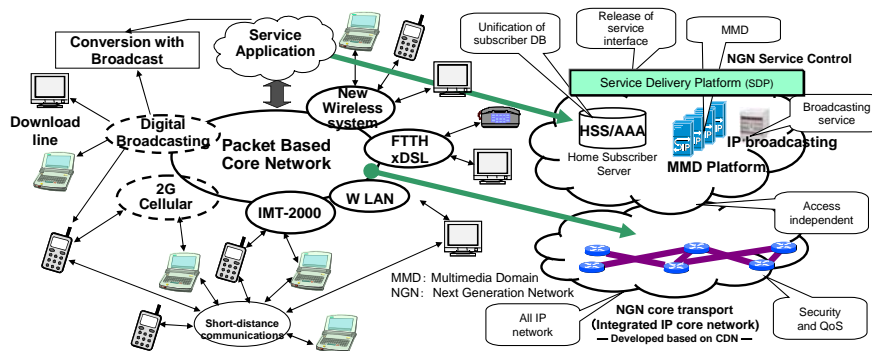 Conversion with
Broadcast
Service
Application
Unification of
subscriber DB
Release of
service
interface
MMD
NGN Service Control
Service Delivery Platform (SDP)
New
Wireless
system
Download
line
Digital
Broadcasting
Packet Based
Core Network
FTTH
xDSL
HSS/AAA
Home Subscriber
Server
SIP
SIP
SIP
SIP
MMD Platform
IP broadcasting
Broadcasting
service
2G
Cellular
IMT-2000
W LAN
Access
independent
MMD: Multimedia Domain
NGN: Next Generation Network
Short-distance
communications
All IP
network
NGN core transport
(Integrated IP core network)
— Developed based on CDN —
Security
and QoS